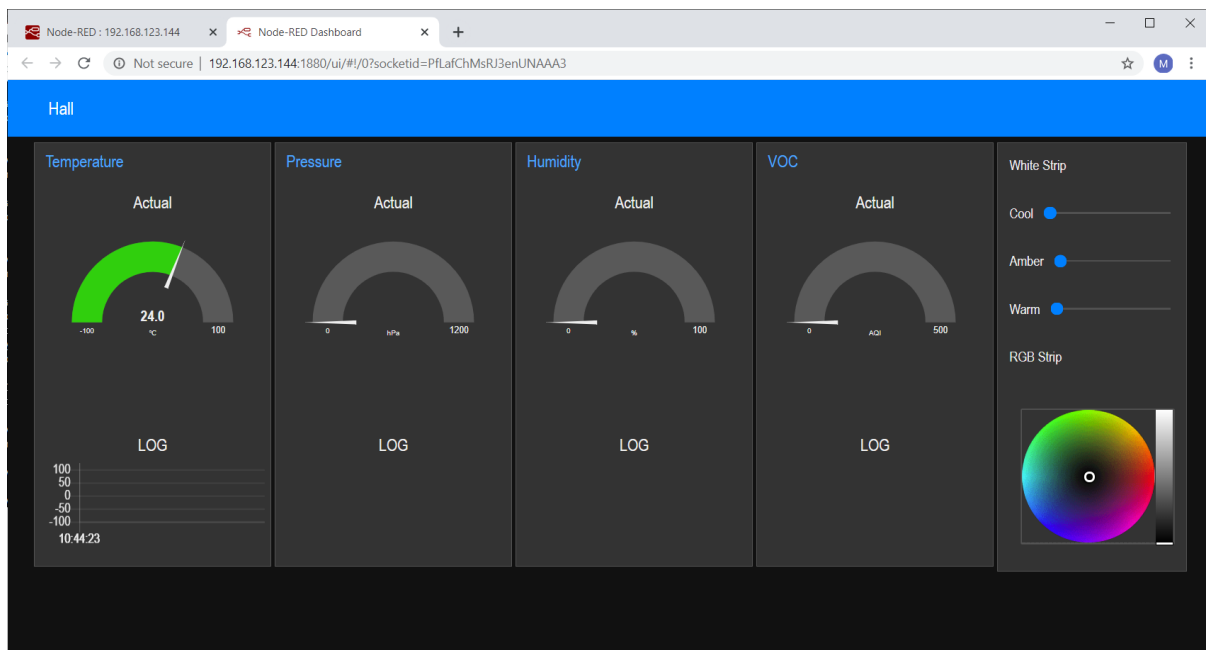 Node-RED : 192.168.123.144
Node-RED Dashboard
Not secure | 192.168.123.144:1880/ui/#!/0?socketid=PfLafChMsRJ3enUNAAA3
M
Hall
Temperature
Actual
24.0
-100 °C 100
LOG
100
50
0
-50
-100
10:44:23
Pressure
Actual
0 hPa 1200
LOG
Humidity
Actual
0 % 100
LOG
VOC
Actual
0 AQI 500
LOG
White Strip
Cool
Amber
Warm
RGB Strip